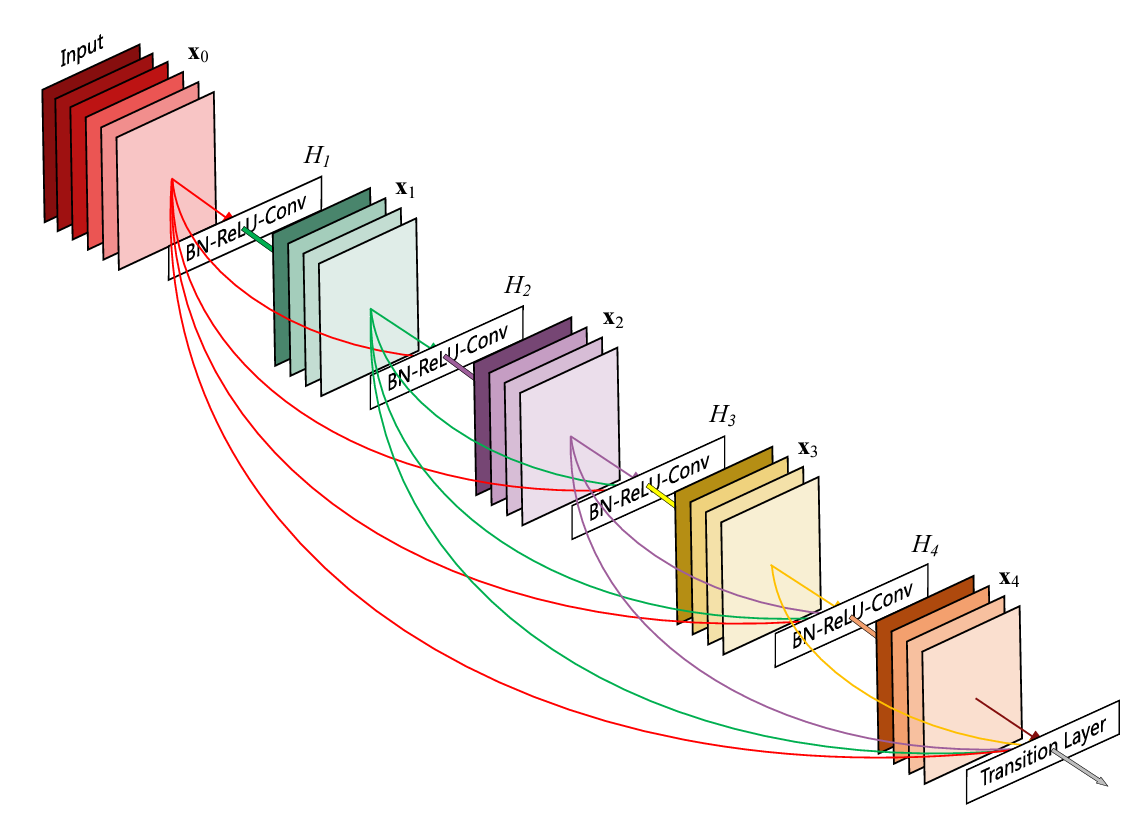 Input
x₀
H₁
BN-ReLU-Conv
x₁
H₂
BN-ReLU-Conv
x₂
H₃
BN-ReLU-Conv
x₃
H₄
BN-ReLU-Conv
x₄
Transition Layer